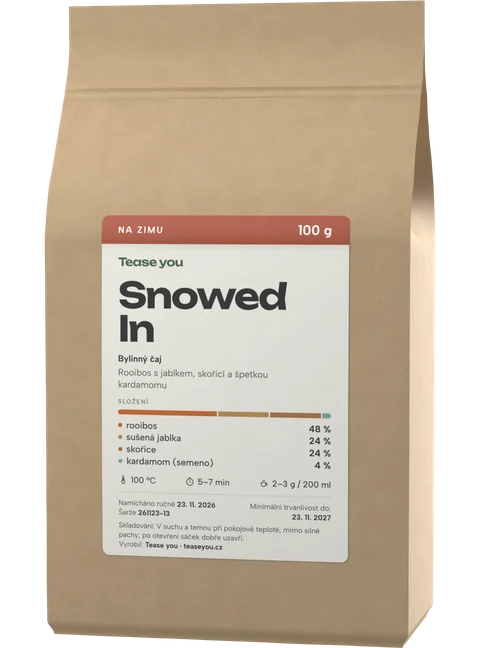 NA ZIMU 100 g
Tease you
Snowed
In
Bylinný čaj
Rooibos s jablkem, skořicí a špetkou
kardamomu
SLOŽENÍ
rooibos 48 %
sušená jablka 24 %
skořice 24 %
kardamom (semeno) 4 %
100 °C 5–7 min 2–3 g / 200 ml
Namícháno ručně 23. 11. 2026 Minimální trvanlivost do:
Šarže 261123-13 23. 11. 2027
Skladování: V suchu a temnu při pokojové teplotě, mimo silné
pachy; po otevření sáček dobře uzavři.
Vyrobil: Tease you · teaseyou.cz